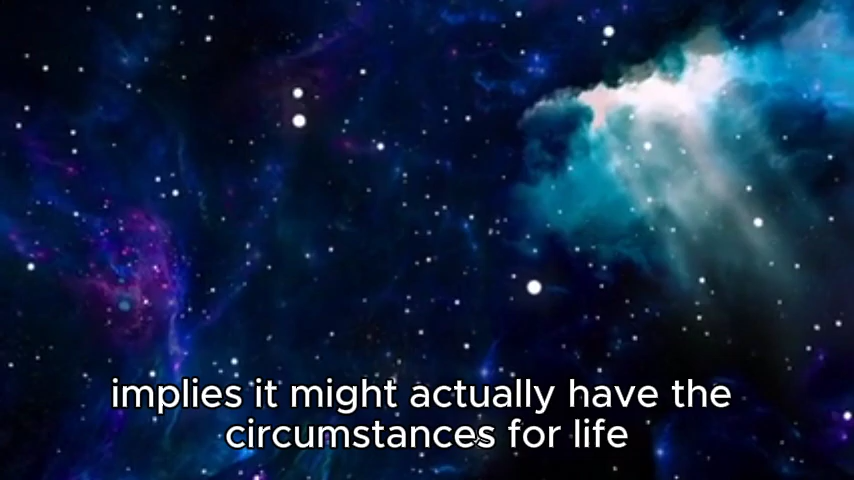 implies it might actually have the
circumstances for life